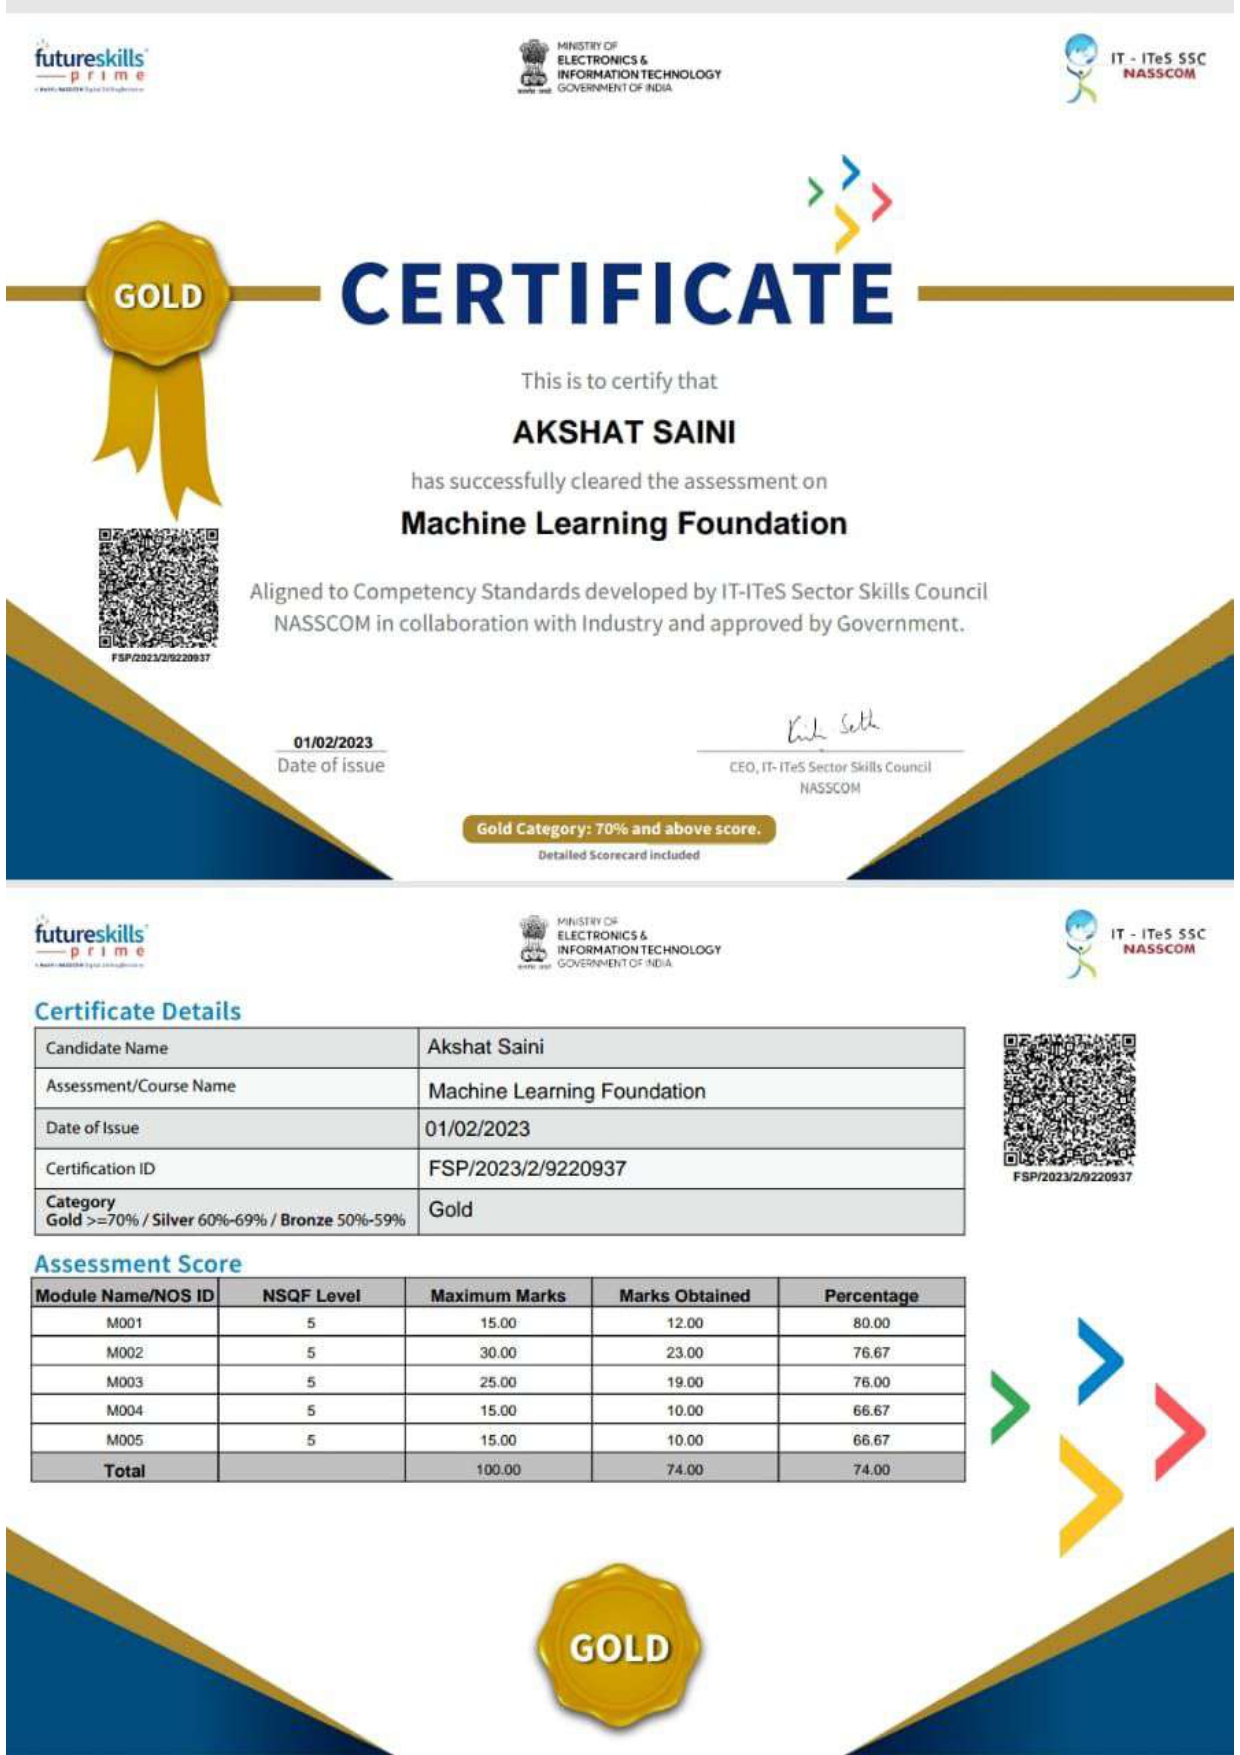 futureskills
prime
MINISTRY OF
ELECTRONICS &
INFORMATION TECHNOLOGY
GOVERNMENT OF INDIA
IT - ITeS SSC
NASSCOM
GOLD
CERTIFICATE
This is to certify that
AKSHAT SAINI
has successfully cleared the assessment on
Machine Learning Foundation
Aligned to Competency Standards developed by IT-ITeS Sector Skills Council
NASSCOM in collaboration with Industry and approved by Government.
FSP/2023/2/9220937
01/02/2023
Date of issue
CEO, IT- ITeS Sector Skills Council
NASSCOM
Gold Category: 70% and above score.
Detailed Scorecard included
futureskills
prime
MINISTRY OF
ELECTRONICS &
INFORMATION TECHNOLOGY
GOVERNMENT OF INDIA
IT - ITeS SSC
NASSCOM
Certificate Details
Candidate Name Akshat Saini
Assessment/Course Name Machine Learning Foundation
Date of Issue 01/02/2023
Certification ID FSP/2023/2/9220937
Category
Gold >=70% / Silver 60%-69% / Bronze 50%-59% Gold
FSP/2023/2/9220937
Assessment Score
Module Name/NOS ID NSQF Level Maximum Marks Marks Obtained Percentage
M001 5 15.00 12.00 80.00
M002 5 30.00 23.00 76.67
M003 5 25.00 19.00 76.00
M004 5 15.00 10.00 66.67
M005 5 15.00 10.00 66.67
Total 100.00 74.00 74.00
GOLD